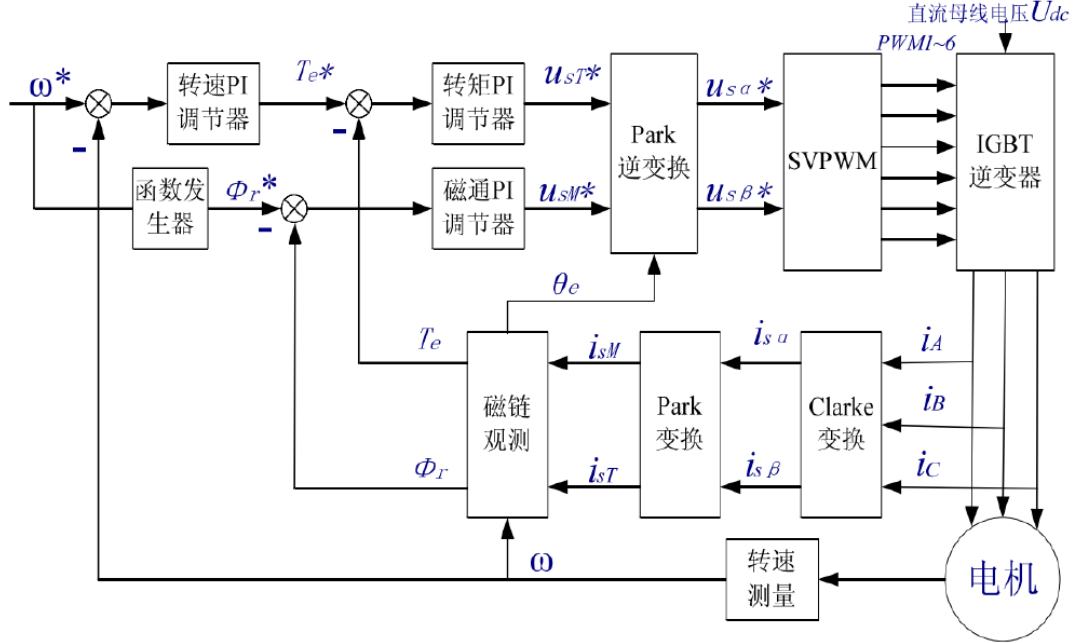 直流母线电压Udc
PWM1~6
ω*
转速PI
调节器
Te*
转矩PI
调节器
usT*
Park
逆变换
usα*
SVPWM
IGBT
逆变器
-
-
函数发
生器
Φr*
-
磁通PI
调节器
usM*
usβ*
θe
Te
磁链
观测
isM
Park
变换
isα
Clarke
变换
iA
iB
Φr
isT
isβ
iC
ω
转速
测量
电机